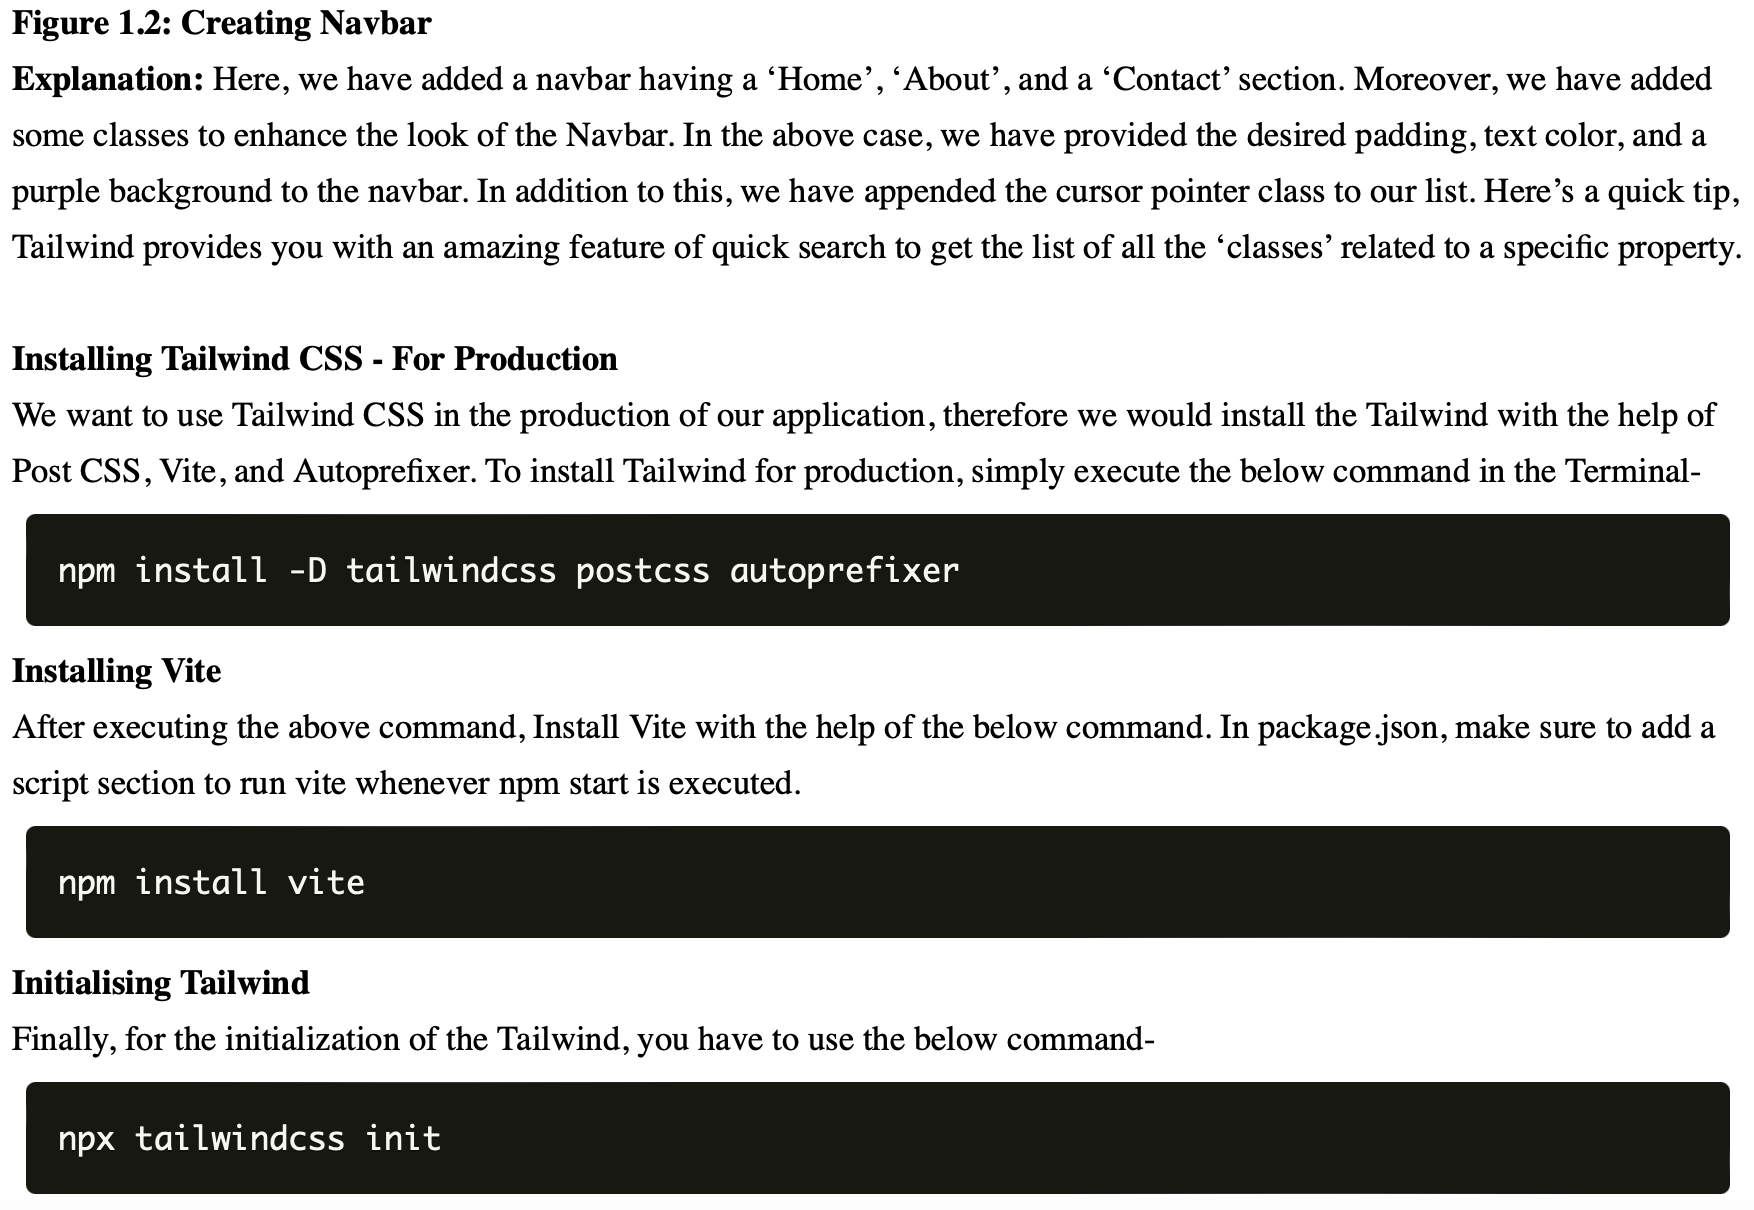 Figure 1.2: Creating Navbar
Explanation: Here, we have added a navbar having a ‘Home’, ‘About’, and a ‘Contact’ section. Moreover, we have added
some classes to enhance the look of the Navbar. In the above case, we have provided the desired padding, text color, and a
purple background to the navbar. In addition to this, we have appended the cursor pointer class to our list. Here’s a quick tip,
Tailwind provides you with an amazing feature of quick search to get the list of all the ‘classes’ related to a specific property.
Installing Tailwind CSS - For Production
We want to use Tailwind CSS in the production of our application, therefore we would install the Tailwind with the help of
Post CSS, Vite, and Autoprefixer. To install Tailwind for production, simply execute the below command in the Terminal-
npm install -D tailwindcss postcss autoprefixer
Installing Vite
After executing the above command, Install Vite with the help of the below command. In package.json, make sure to add a
script section to run vite whenever npm start is executed.
npm install vite
Initialising Tailwind
Finally, for the initialization of the Tailwind, you have to use the below command-
npx tailwindcss init